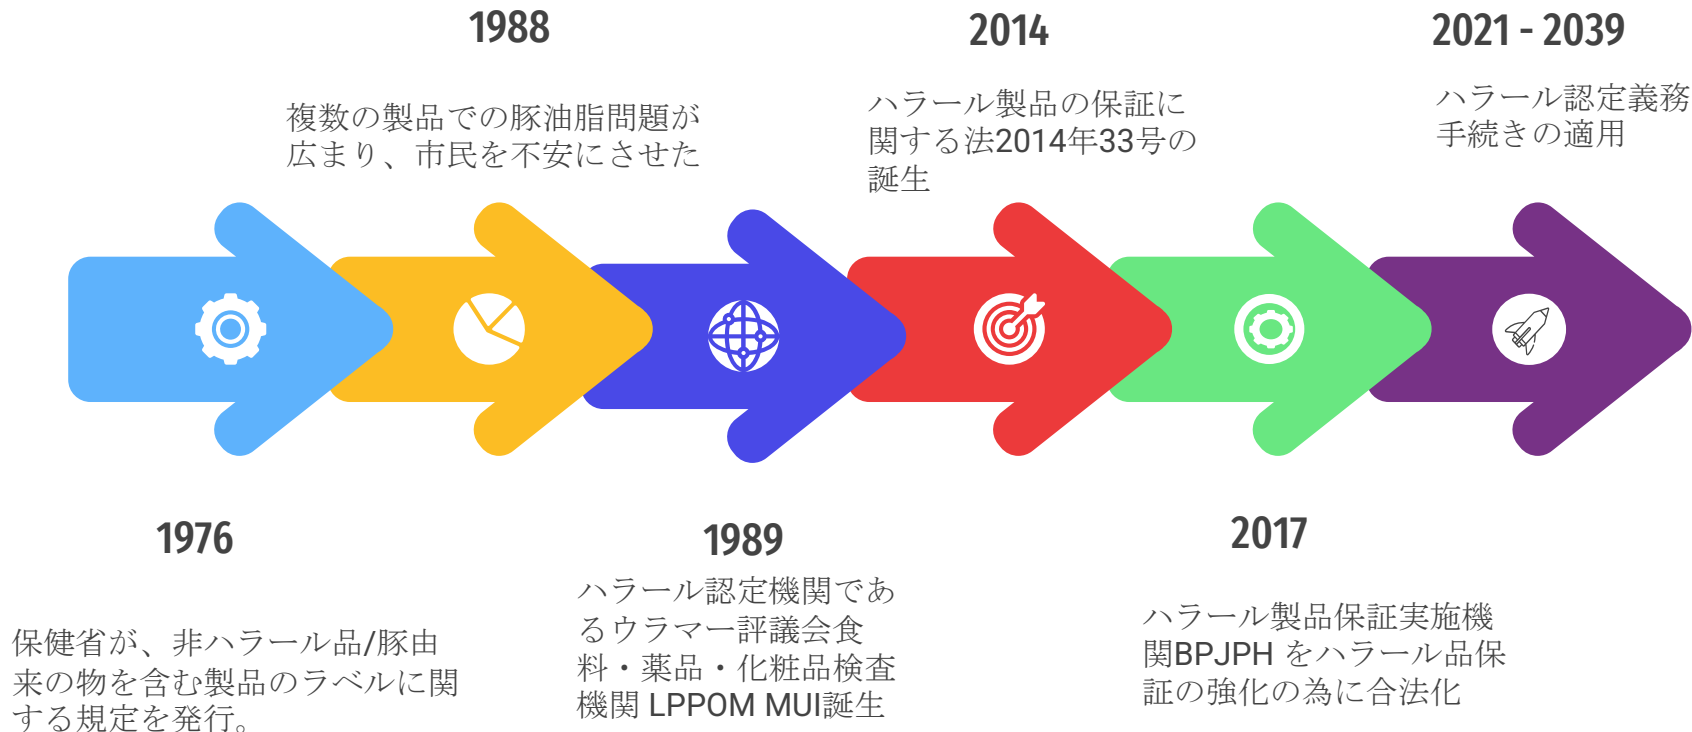 1988
複数の製品での豚油脂問題が
広まり、市民を不安にさせた
2014
ハラール製品の保証に
関する法2014年33号の
誕生
2021 - 2039
ハラール認定義務
手続きの適用
1976
保健省が、非ハラール品/豚由
来の物を含む製品のラベルに関
する規定を発行。
1989
ハラール認定機関であ
るウラマー評議会食
料・薬品・化粧品検査
機関 LPPOM MUI誕生
2017
ハラール製品保証実施機
関BPJPH をハラール品保
証の強化の為に合法化